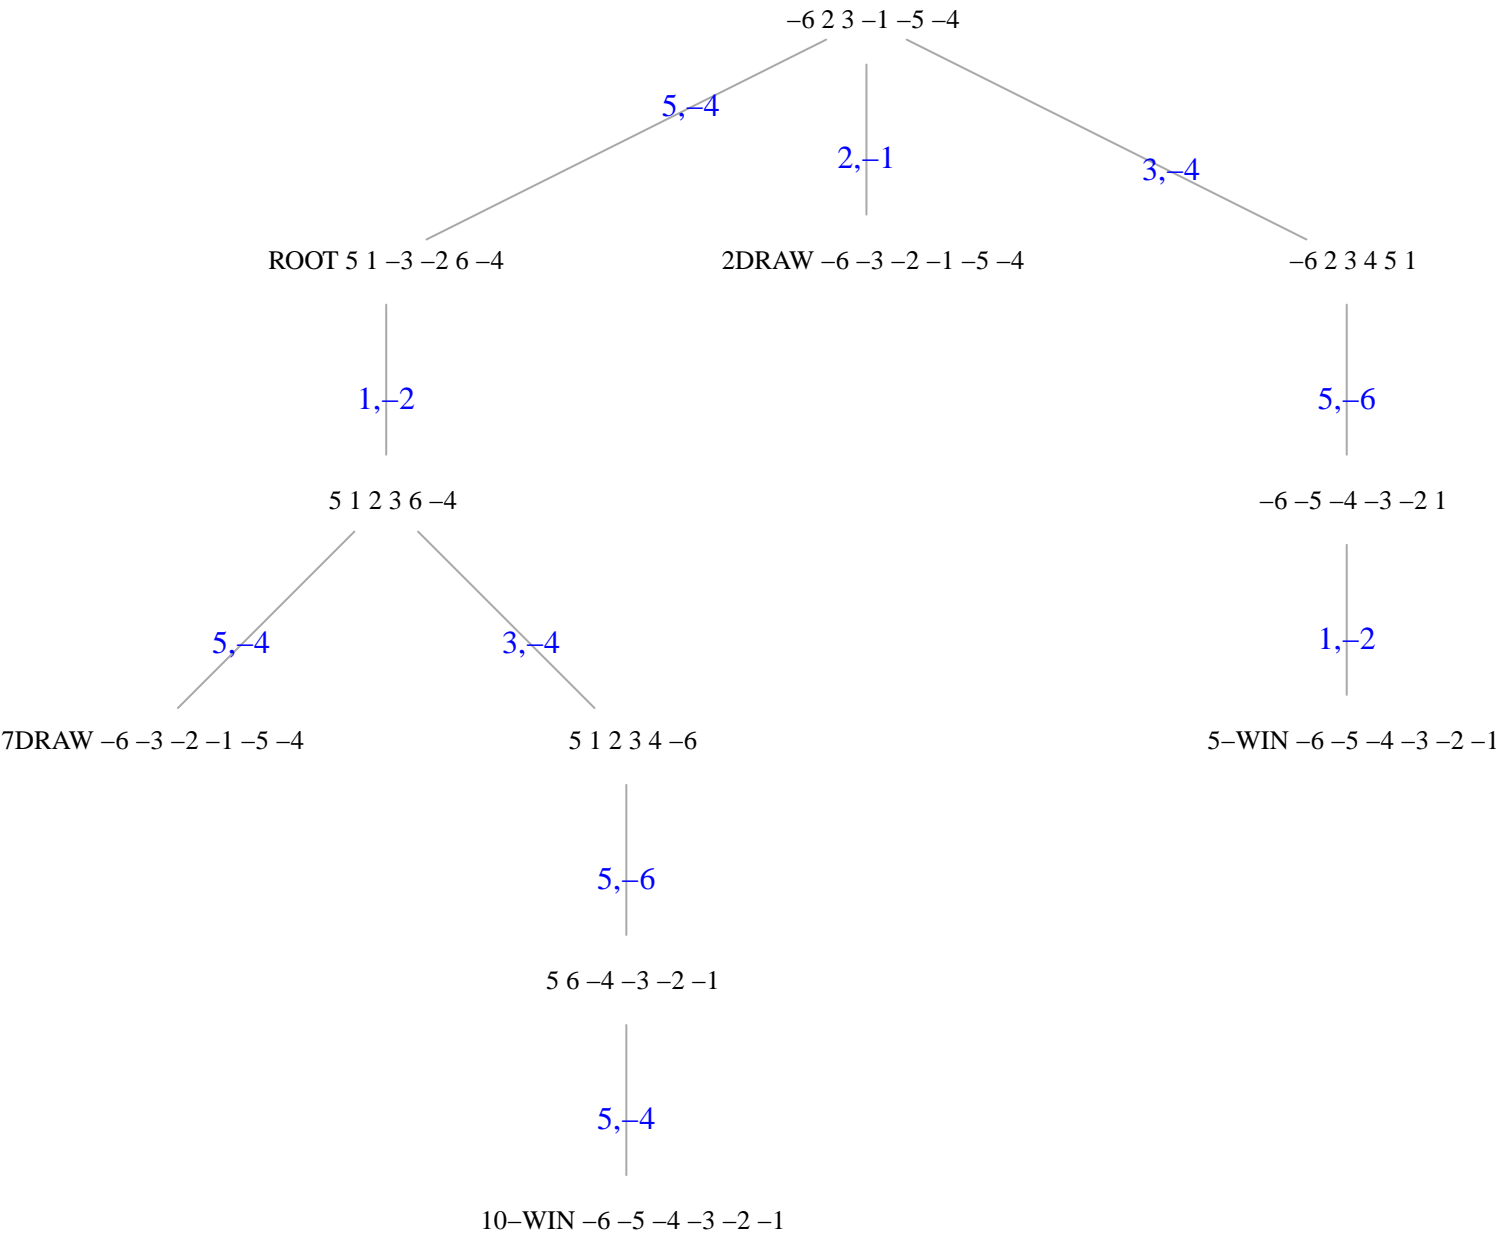 –6 2 3 –1 –5 –4
5,–4
2,–1
3,–4
ROOT 5 1 –3 –2 6 –4
2DRAW –6 –3 –2 –1 –5 –4
–6 2 3 4 5 1
1,–2
5,–6
5 1 2 3 6 –4
–6 –5 –4 –3 –2 1
5,–4
3,–4
1,–2
7DRAW –6 –3 –2 –1 –5 –4
5 1 2 3 4 –6
5–WIN –6 –5 –4 –3 –2 –1
5,–6
5 6 –4 –3 –2 –1
5,–4
10–WIN –6 –5 –4 –3 –2 –1